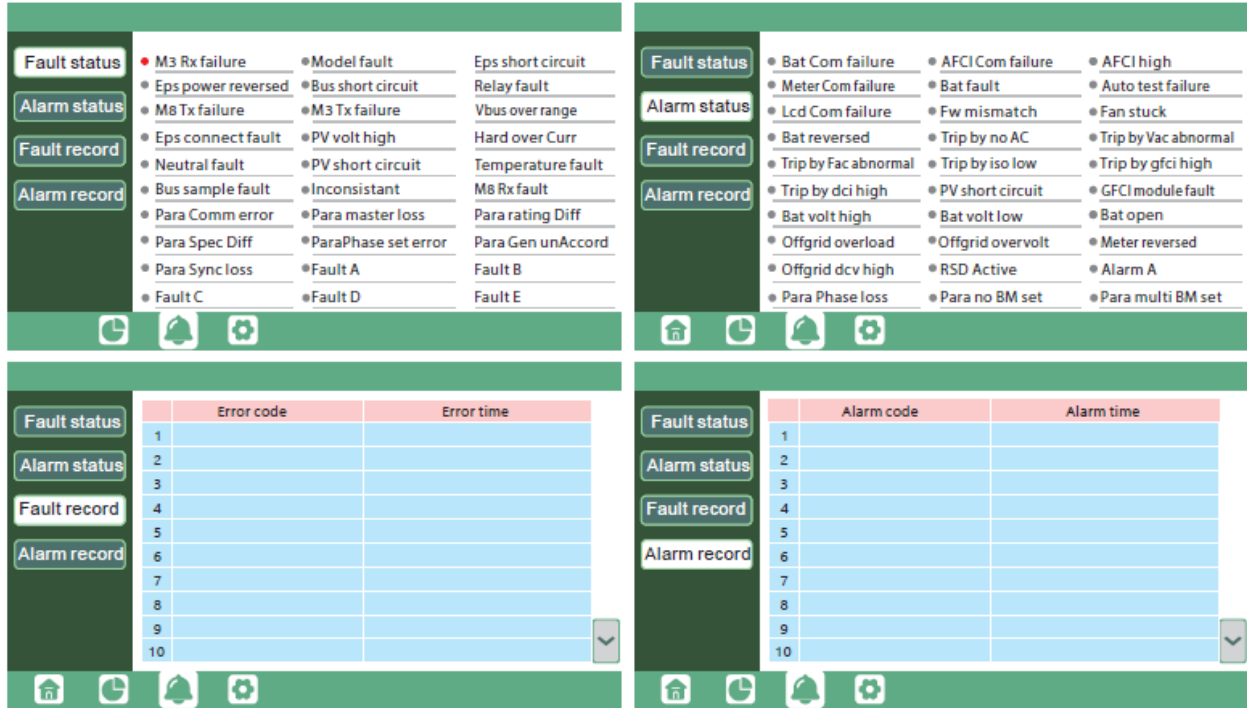 Fault status
Alarm status
Fault record
Alarm record
M3 Rx failure Model fault Eps short circuit
Eps power reversed Bus short circuit Relay fault
M8 Tx failure M3 Tx failure Vbus over range
Eps connect fault PV volt high Hard over Curr
Neutral fault PV short circuit Temperature fault
Bus sample fault Inconsistant M8 Rx fault
Para Comm error Para master loss Para rating Diff
Para Spec Diff ParaPhase set error Para Gen unAccord
Para Sync loss Fault A Fault B
Fault C Fault D Fault E
Fault status
Alarm status
Fault record
Alarm record
Bat Com failure AFCI Com failure AFCI high
Meter Com failure Bat fault Auto test failure
Lcd Com failure Fw mismatch Fan stuck
Bat reversed Trip by no AC Trip by Vac abnormal
Trip by Fac abnormal Trip by iso low Trip by gfci high
Trip by dci high PV short circuit GFCI module fault
Bat volt high Bat volt low Bat open
Offgrid overload Offgrid overvolt Meter reversed
Offgrid dcv high RSD Active Alarm A
Para Phase loss Para no BM set Para multi BM set
Fault status
Alarm status
Fault record
Alarm record
Error code Error time
1
2
3
4
5
6
7
8
9
10
Fault status
Alarm status
Fault record
Alarm record
Alarm code Alarm time
1
2
3
4
5
6
7
8
9
10